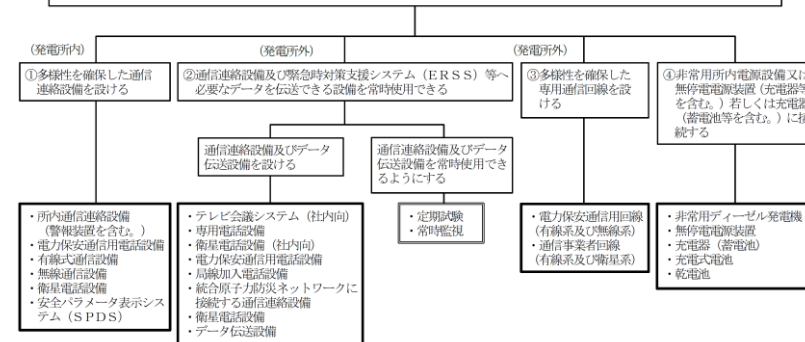 (発電所内)
①多様性を確保した通信
連絡設備を設ける
(発電所外)
②通信連絡設備及び緊急時対策支援システム(ERSS)等へ
必要なデータを伝送できる設備を常時使用できる
(発電所外)
③多様性を確保した
専用通信回線を設
ける
④非常用所内電源設備又は
無停電電源装置(充電器等
を含む。)若しくは充電器
(蓄電池等を含む。)に接
続する
通信連絡設備及びデータ
伝送設備を設ける
通信連絡設備及びデータ
伝送設備を常時使用でき
るようにする
・所内通信連絡設備
(警報装置を含む。)
・電力保安通信用電話設備
・有線式通信設備
・無線通信設備
・衛星電話設備
・安全パラメータ表示シス
テム(SPDS)
・テレビ会議システム(社内向)
・専用電話設備
・衛星電話設備(社内向)
・電力保安通信用電話設備
・局線加入電話設備
・統合原子力防災ネットワークに
接続する通信連絡設備
・衛星電話設備
・データ伝送設備
・定期試験
・常時監視
・電力保安通信用回線
(有線系及び無線系)
・通信事業者回線
(有線系及び衛星系)
・非常用ディーゼル発電機
・無停電電源装置
・充電器(蓄電池)
・充電式電池
・乾電池